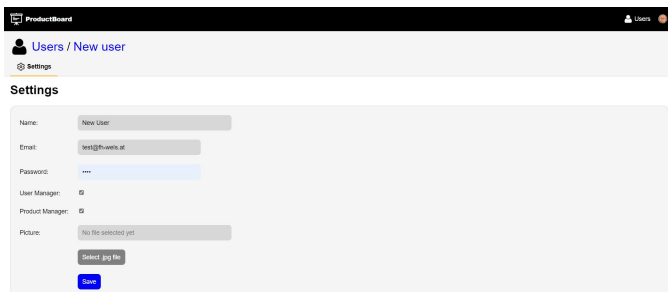 ProductBoard
Users
Users / New user
Settings
Settings
Name: New User
Email: test@fh-wels.at
Password: ••••
User Manager:
Product Manager:
Picture: No file selected yet
Select .jpg file
Save